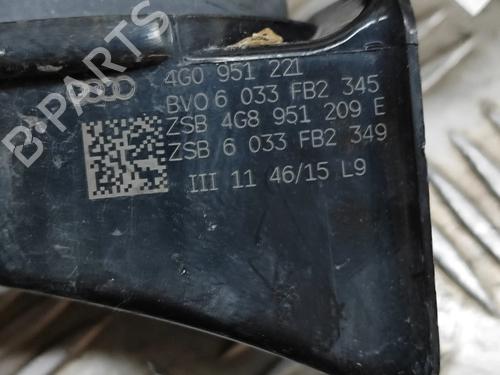 B-PARTS
4G0 951 221
BVO 6 033 FB2 345
ZSB 4G8 951 209 E
ZSB 6 033 FB2 349
III 11 46/15 L9